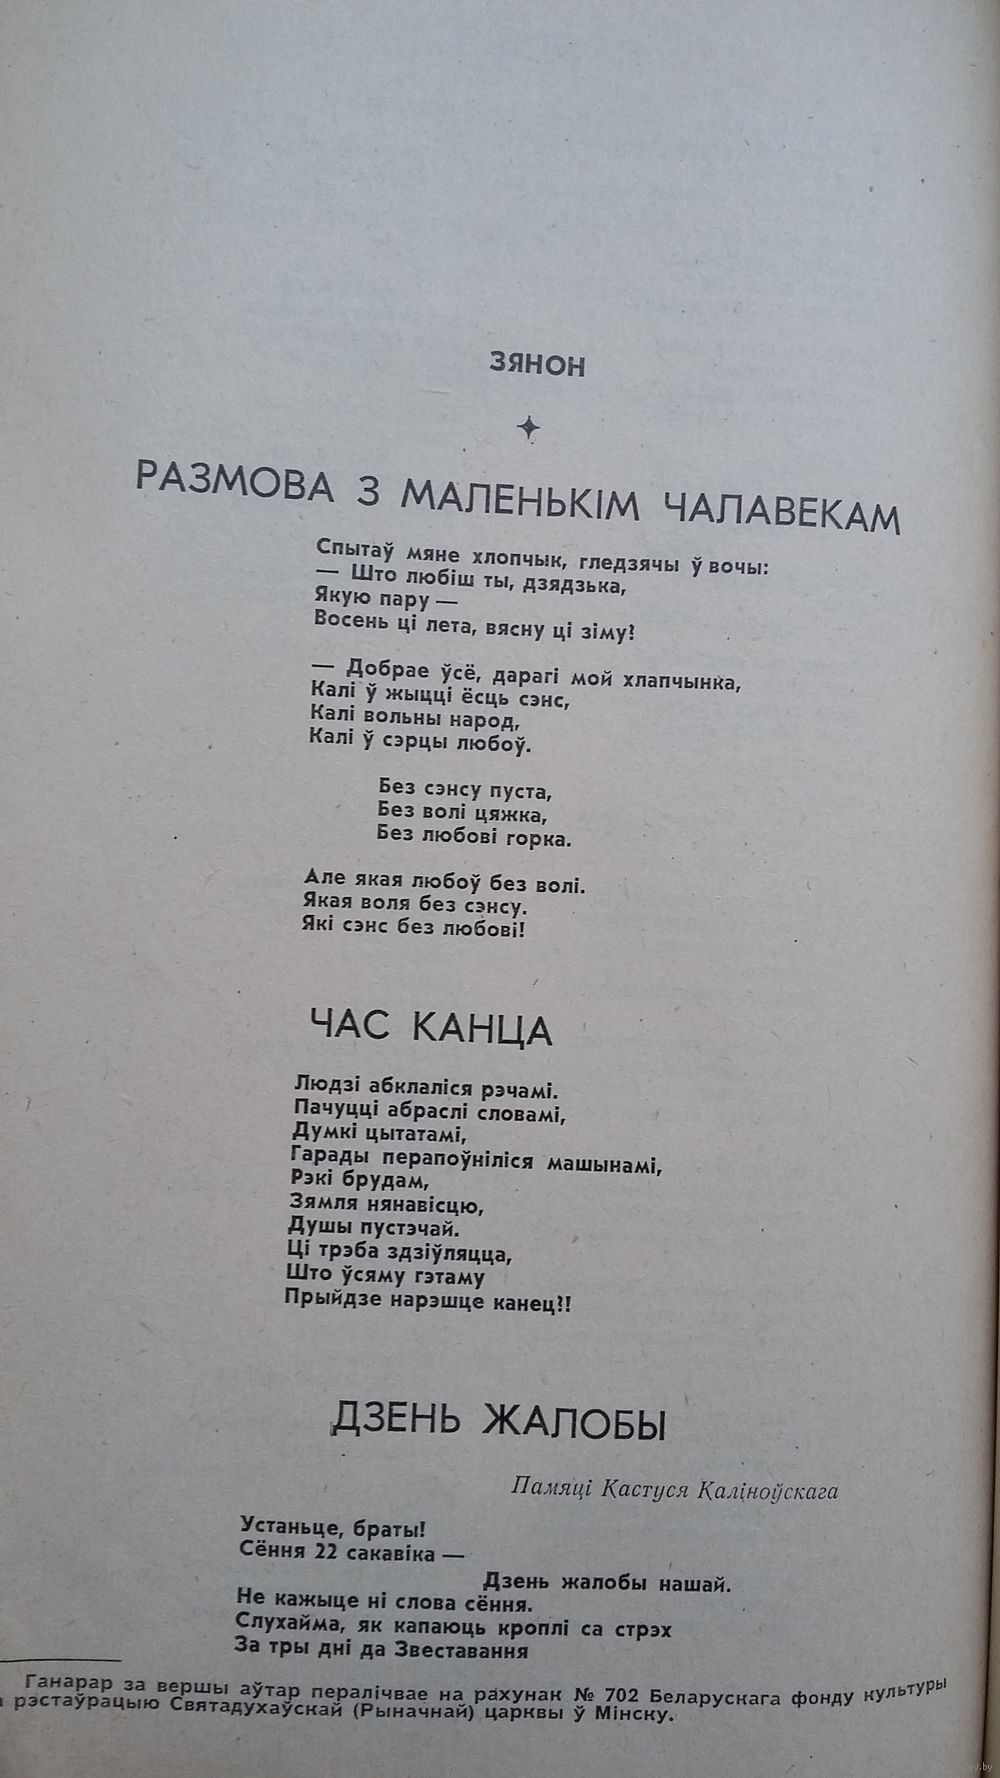 ЗЯНОН
РАЗМОВА З МАЛЕНЬКІМ ЧАЛАВЕКАМ
Спытаў мяне хлопчык, гледзячы ў вочы:
— Што любіш ты, дзядзька,
Якую пару —
Восень ці лета, вясну ці зіму?
— Добрае ўсё, дарагі мой хлапчынка,
Калі ў жыцці ёсць сэнс,
Калі вольны народ,
Калі ў сэрцы любоў.
Без сэнсу пуста,
Без волі цяжка,
Без любові горка.
Але якая любоў без волі.
Якая воля без сэнсу.
Які сэнс без любові!
ЧАС КАНЦА
Людзі абклаліся рэчамі.
Пачуцці абраслі словамі,
Думкі цытатамі,
Гарады перапоўніліся машынамі,
Рэкі брудам,
Зямля нянавісцю,
Душы пустэчай.
Ці трэба здзіўляцца,
Што ўсяму гэтаму
Прыйдзе нарэшце канец?!
ДЗЕНЬ ЖАЛОБЫ
Памяці Кастуся Каліноўскага
Устаньце, браты!
Сёння 22 сакавіка —
Дзень жалобы нашай.
Не кажыце ні слова сёння.
Слухайма, як капаюць кроплі са стрэх
За тры дні да Звеставання
Ганарар за вершы аўтар пералічвае на рахунак № 702 Беларускага фонду культуры
а рэстаўрацыю Святадухаўскай (Рыначнай) царквы ў Мінску.